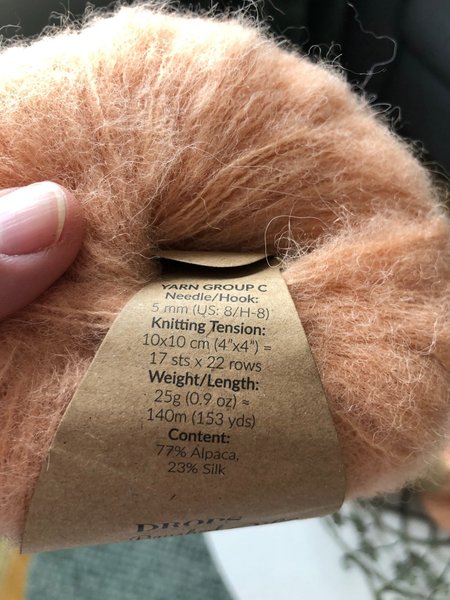 YARN GROUP C
Needle/Hook:
5 mm (US: 8/H-8)
Knitting Tension:
10x10 cm (4"x4") =
17 sts x 22 rows
Weight/Length:
25g (0.9 oz) ≈
140m (153 yds)
Content:
77% Alpaca,
23% Silk
DROPS